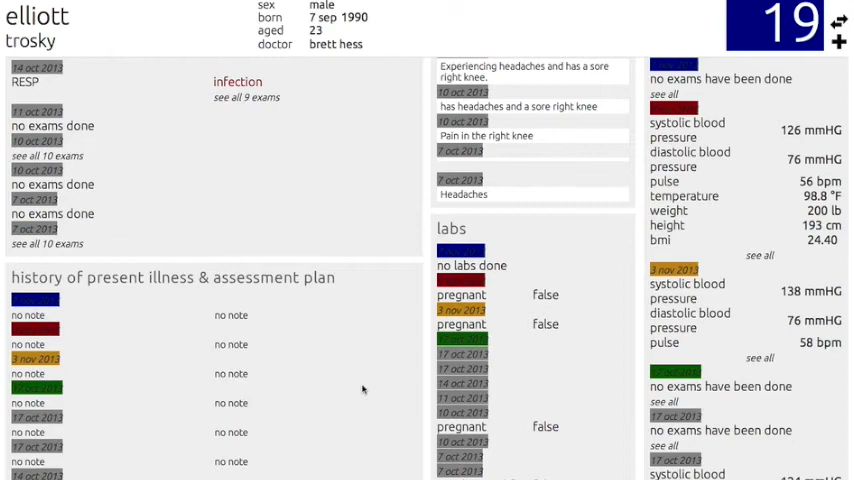 elliott
trosky
sex male
born 7 sep 1990
aged 23
doctor brett hess
19
14 oct 2013
RESP infection
see all 9 exams
11 oct 2013
no exams done
10 oct 2013
see all 10 exams
10 oct 2013
no exams done
7 oct 2013
no exams done
7 oct 2013
see all 10 exams
history of present illness & assessment plan
no note no note
no note no note
3 nov 2013
no note no note
17 oct 2013
no note no note
17 oct 2013
no note no note
17 oct 2013
no note no note
14 oct 2013
Experiencing headaches and has a sore
right knee.
10 oct 2013
has headaches and a sore right knee
10 oct 2013
Pain in the right knee
7 oct 2013
7 oct 2013
Headaches
labs
no labs done
pregnant false
3 nov 2013
pregnant false
17 oct 2013
17 oct 2013
17 oct 2013
14 oct 2013
11 oct 2013
10 oct 2013
pregnant false
10 oct 2013
7 oct 2013
7 oct 2013
no exams have been done
see all
systolic blood
pressure 126 mmHG
diastolic blood
pressure 76 mmHG
pulse 56 bpm
temperature 98.8 °F
weight 200 lb
height 193 cm
bmi 24.40
see all
3 nov 2013
systolic blood
pressure 138 mmHG
diastolic blood
pressure 76 mmHG
pulse 58 bpm
see all
17 oct 2013
no exams have been done
see all
17 oct 2013
no exams have been done
see all
17 oct 2013
systolic blood